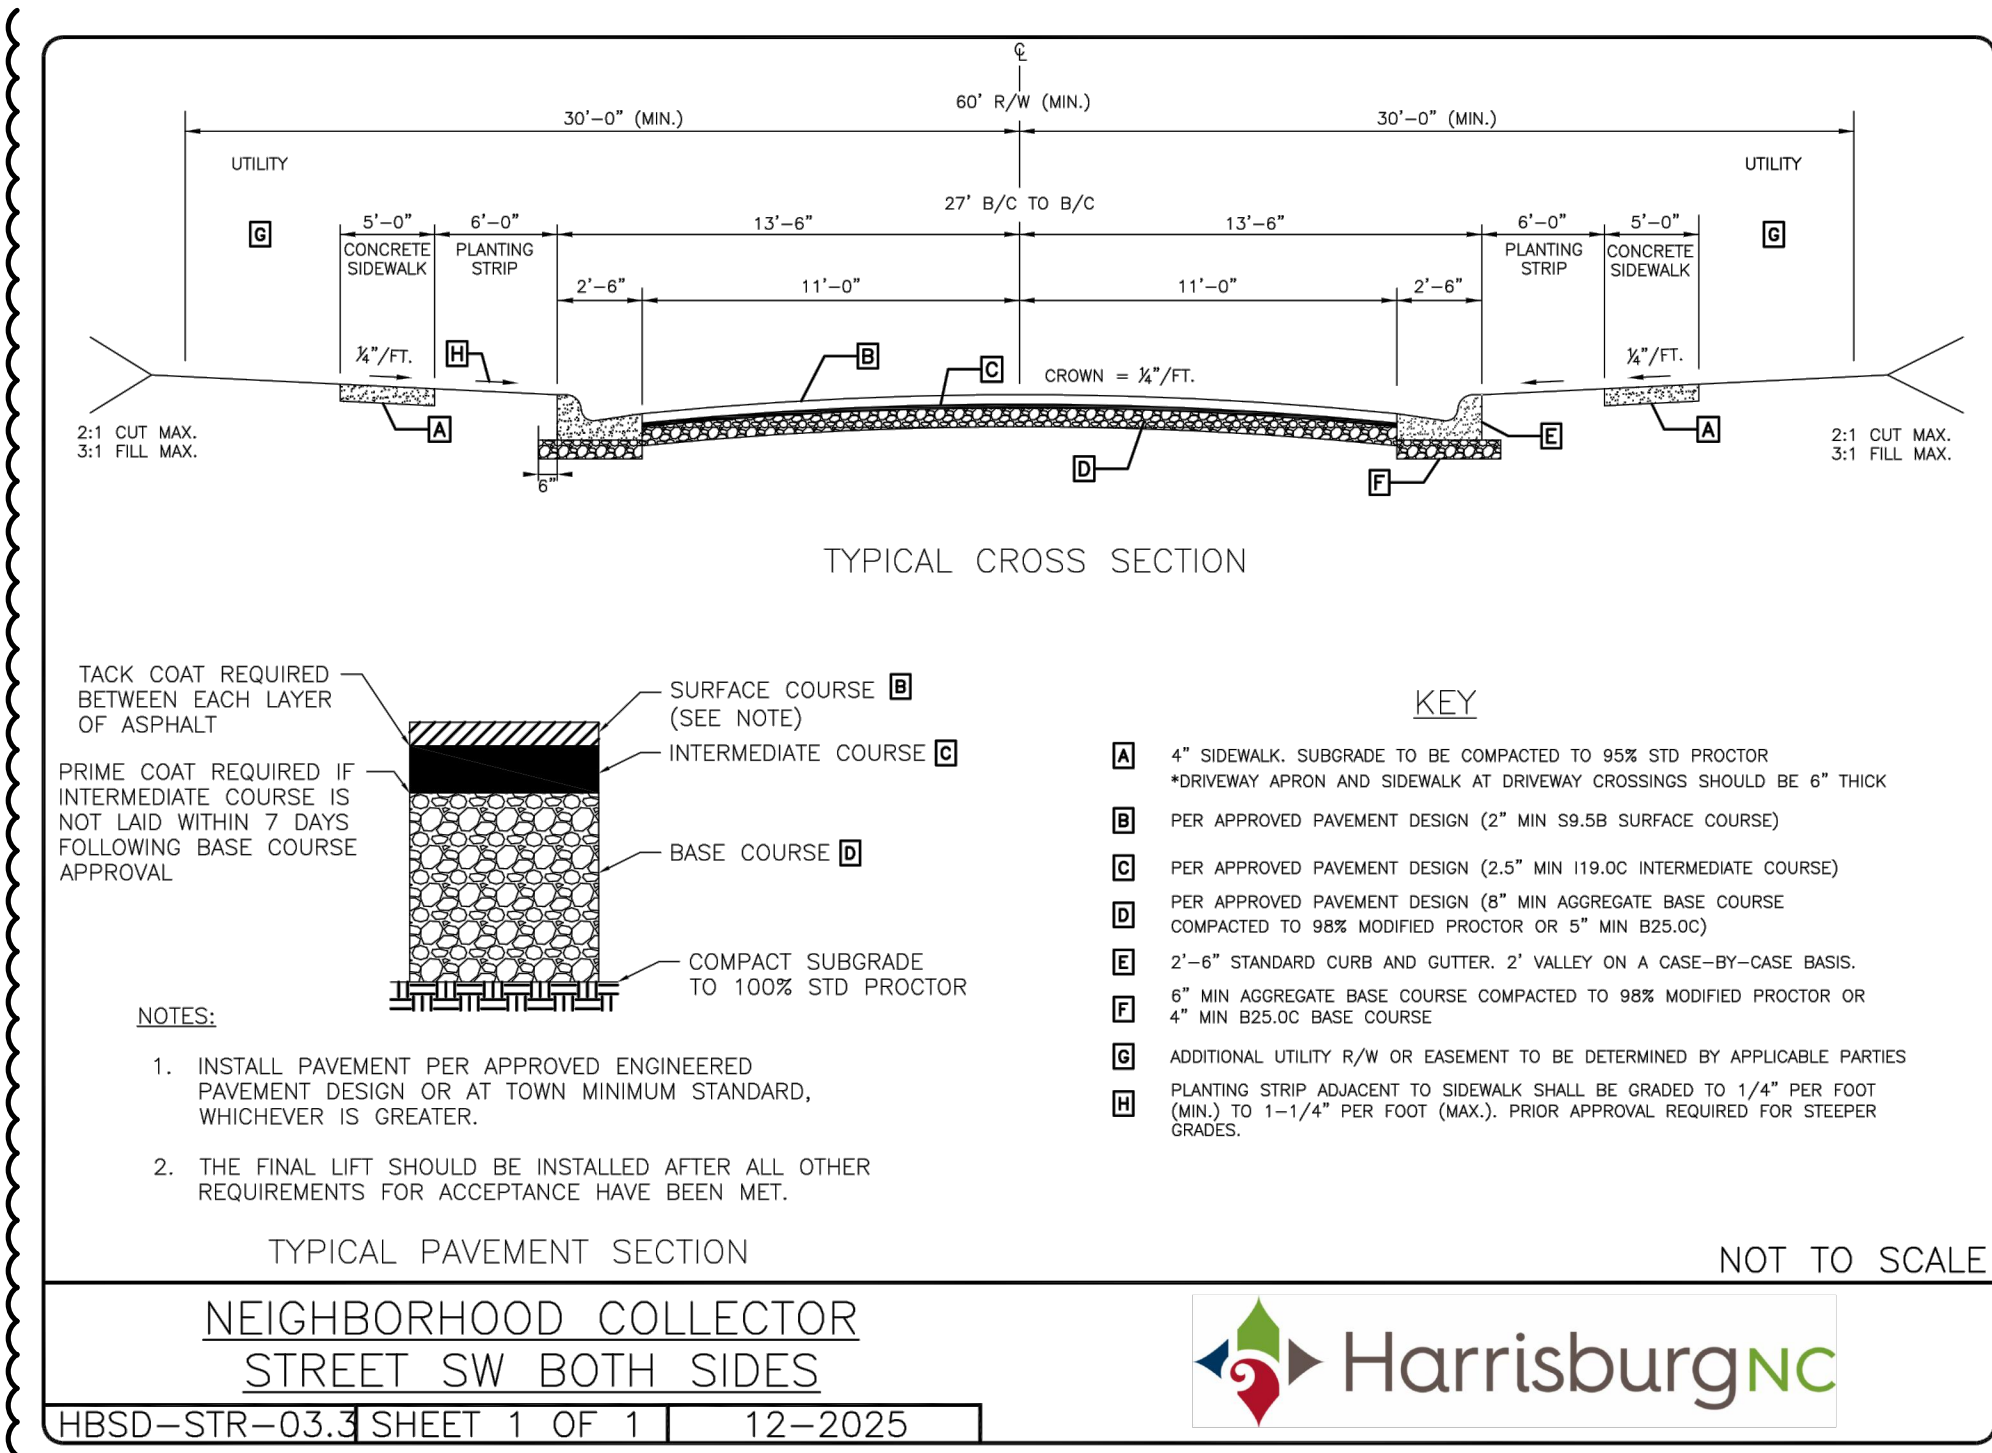 ℄
60' R/W (MIN.)
30'-0" (MIN.)
30'-0" (MIN.)
UTILITY
UTILITY
27' B/C TO B/C
G
5'-0"
6'-0"
13'-6"
13'-6"
6'-0"
5'-0"
G
CONCRETE
SIDEWALK
PLANTING
STRIP
PLANTING
STRIP
CONCRETE
SIDEWALK
2'-6"
11'-0"
11'-0"
2'-6"
¼"/FT.
H
B
C
CROWN = ¼"/FT.
¼"/FT.
A
2:1 CUT MAX.
3:1 FILL MAX.
6"
D
F
E
A
2:1 CUT MAX.
3:1 FILL MAX.
TYPICAL CROSS SECTION
TACK COAT REQUIRED
BETWEEN EACH LAYER
OF ASPHALT
PRIME COAT REQUIRED IF
INTERMEDIATE COURSE IS
NOT LAID WITHIN 7 DAYS
FOLLOWING BASE COURSE
APPROVAL
SURFACE COURSE B
(SEE NOTE)
INTERMEDIATE COURSE C
BASE COURSE D
COMPACT SUBGRADE
TO 100% STD PROCTOR
NOTES:
1. INSTALL PAVEMENT PER APPROVED ENGINEERED
PAVEMENT DESIGN OR AT TOWN MINIMUM STANDARD,
WHICHEVER IS GREATER.
2. THE FINAL LIFT SHOULD BE INSTALLED AFTER ALL OTHER
REQUIREMENTS FOR ACCEPTANCE HAVE BEEN MET.
TYPICAL PAVEMENT SECTION
KEY
A 4" SIDEWALK. SUBGRADE TO BE COMPACTED TO 95% STD PROCTOR
*DRIVEWAY APRON AND SIDEWALK AT DRIVEWAY CROSSINGS SHOULD BE 6" THICK
B PER APPROVED PAVEMENT DESIGN (2" MIN S9.5B SURFACE COURSE)
C PER APPROVED PAVEMENT DESIGN (2.5" MIN I19.0C INTERMEDIATE COURSE)
D PER APPROVED PAVEMENT DESIGN (8" MIN AGGREGATE BASE COURSE
COMPACTED TO 98% MODIFIED PROCTOR OR 5" MIN B25.0C)
E 2'-6" STANDARD CURB AND GUTTER. 2' VALLEY ON A CASE-BY-CASE BASIS.
F 6" MIN AGGREGATE BASE COURSE COMPACTED TO 98% MODIFIED PROCTOR OR
4" MIN B25.0C BASE COURSE
G ADDITIONAL UTILITY R/W OR EASEMENT TO BE DETERMINED BY APPLICABLE PARTIES
H PLANTING STRIP ADJACENT TO SIDEWALK SHALL BE GRADED TO 1/4" PER FOOT
(MIN.) TO 1-1/4" PER FOOT (MAX.). PRIOR APPROVAL REQUIRED FOR STEEPER
GRADES.
NOT TO SCALE
NEIGHBORHOOD COLLECTOR
STREET SW BOTH SIDES
HBSD-STR-03.3 SHEET 1 OF 1 12-2025
HarrisburgNC